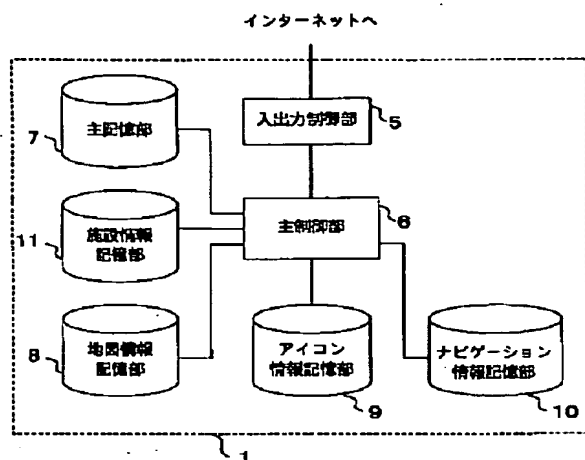 インターネットへ
主記憶部
7
入出力制御部
5
施設情報
記憶部
11
主制御部
6
地図情報
記憶部
8
アイコン
情報記憶部
9
ナビゲーション
情報記憶部
10
1